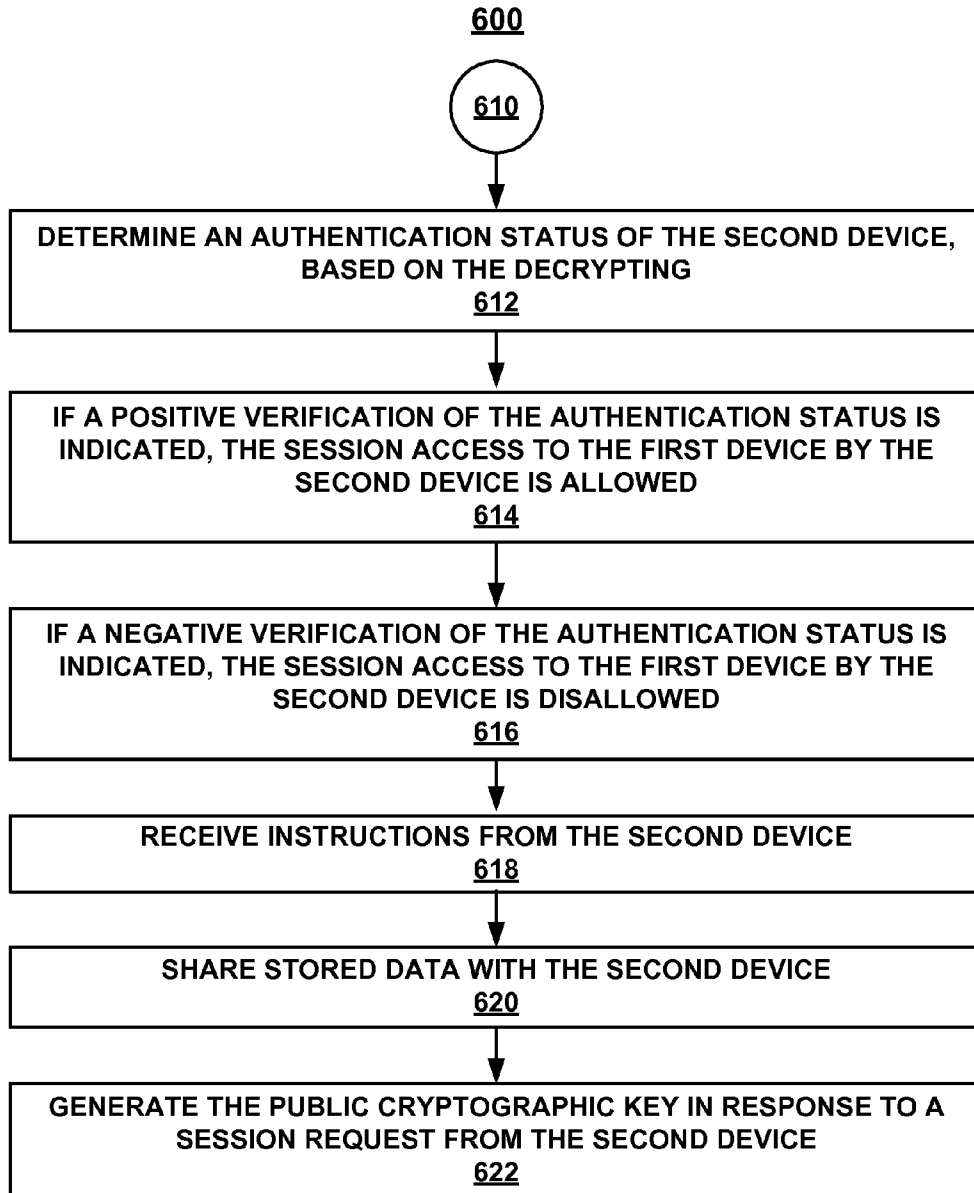 600
610
DETERMINE AN AUTHENTICATION STATUS OF THE SECOND DEVICE,
BASED ON THE DECRYPTING
612
IF A POSITIVE VERIFICATION OF THE AUTHENTICATION STATUS IS
INDICATED, THE SESSION ACCESS TO THE FIRST DEVICE BY THE
SECOND DEVICE IS ALLOWED
614
IF A NEGATIVE VERIFICATION OF THE AUTHENTICATION STATUS IS
INDICATED, THE SESSION ACCESS TO THE FIRST DEVICE BY THE
SECOND DEVICE IS DISALLOWED
616
RECEIVE INSTRUCTIONS FROM THE SECOND DEVICE
618
SHARE STORED DATA WITH THE SECOND DEVICE
620
GENERATE THE PUBLIC CRYPTOGRAPHIC KEY IN RESPONSE TO A
SESSION REQUEST FROM THE SECOND DEVICE
622